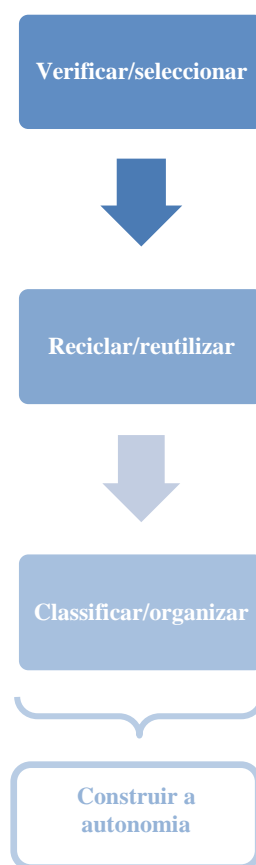 Verificar/seleccionar
Reciclar/reutilizar
Classificar/organizar
Construir a
autonomia